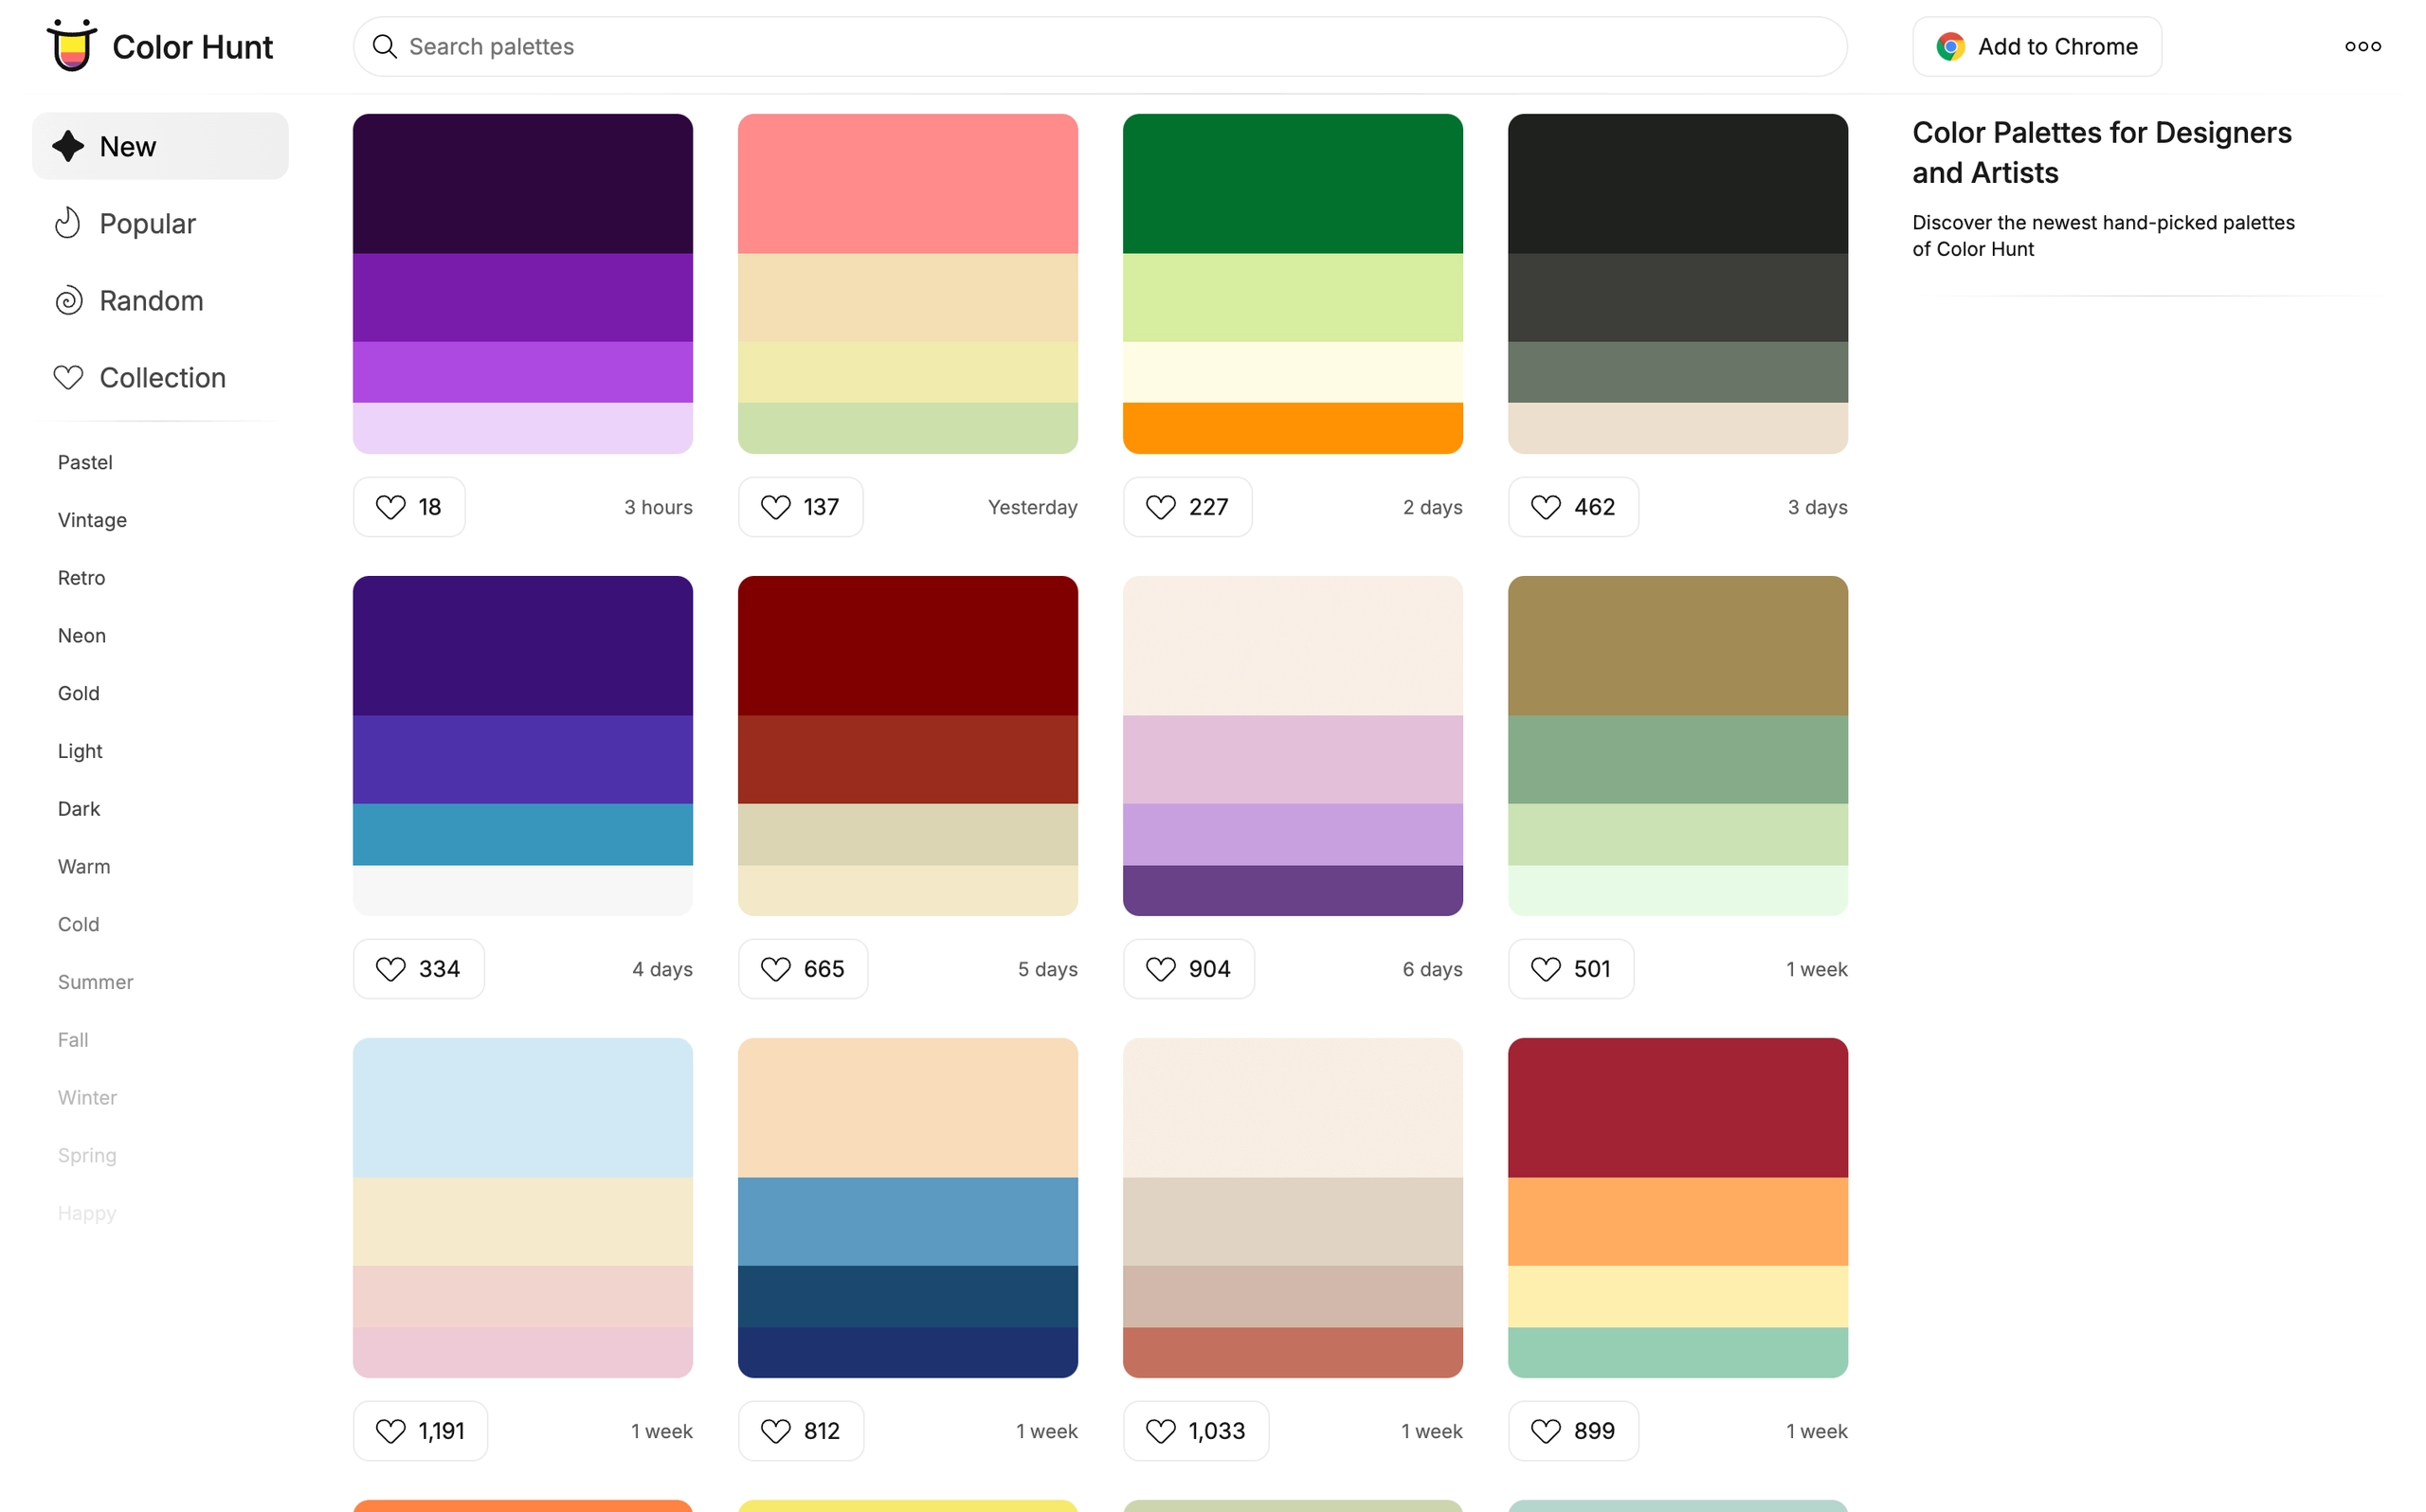 Color Hunt
Search palettes
Add to Chrome
New
Popular
Random
Collection
Pastel
Vintage
Retro
Neon
Gold
Light
Dark
Warm
Cold
Summer
Fall
Winter
Spring
Happy
18 3 hours
137 Yesterday
227 2 days
462 3 days
334 4 days
665 5 days
904 6 days
501 1 week
1,191 1 week
812 1 week
1,033 1 week
899 1 week
Color Palettes for Designers
and Artists
Discover the newest hand-picked palettes
of Color Hunt